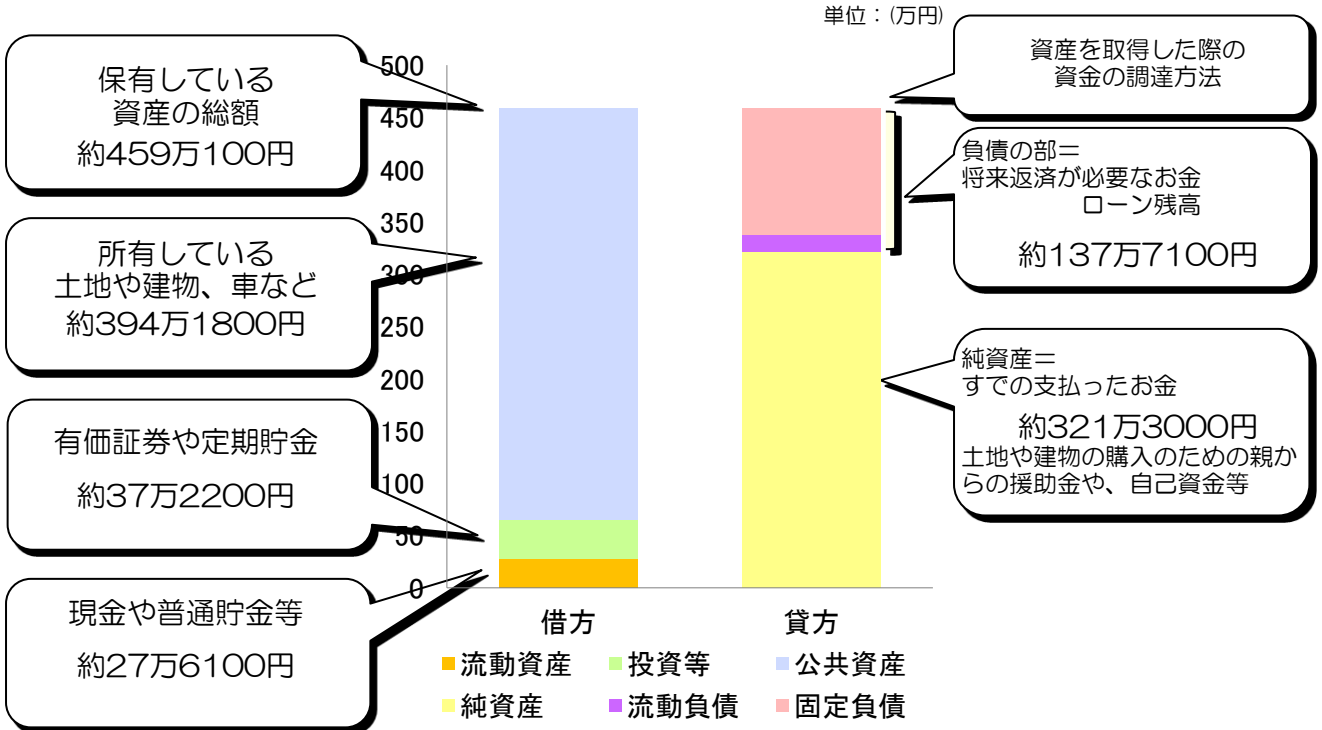 単位：(万円)
保有している
資産の総額
約459万100円
所有している
土地や建物、車など
約394万1800円
有価証券や定期貯金
約37万2200円
現金や普通貯金等
約27万6100円
500
450
400
350
300
250
200
150
100
50
0
借方
貸方
流動資産
投資等
公共資産
純資産
流動負債
固定負債
資産を取得した際の
資金の調達方法
負債の部＝
将来返済が必要なお金
ローン残高
約137万7100円
純資産＝
すでの支払ったお金
約321万3000円
土地や建物の購入のための親か
らの援助金や、自己資金等